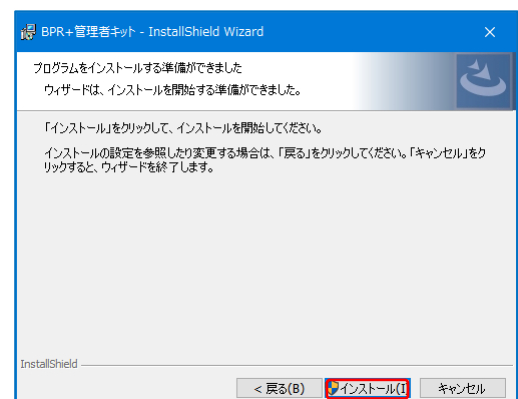 BPR+管理者キット - InstallShield Wizard
プログラムをインストールする準備ができました
ウィザードは、インストールを開始する準備ができました。
「インストール」をクリックして、インストールを開始してください。
インストールの設定を参照したり変更する場合は、「戻る」をクリックしてください。「キャンセル」をク
リックすると、ウィザードを終了します。
InstallShield
< 戻る(B) インストール(I キャンセル